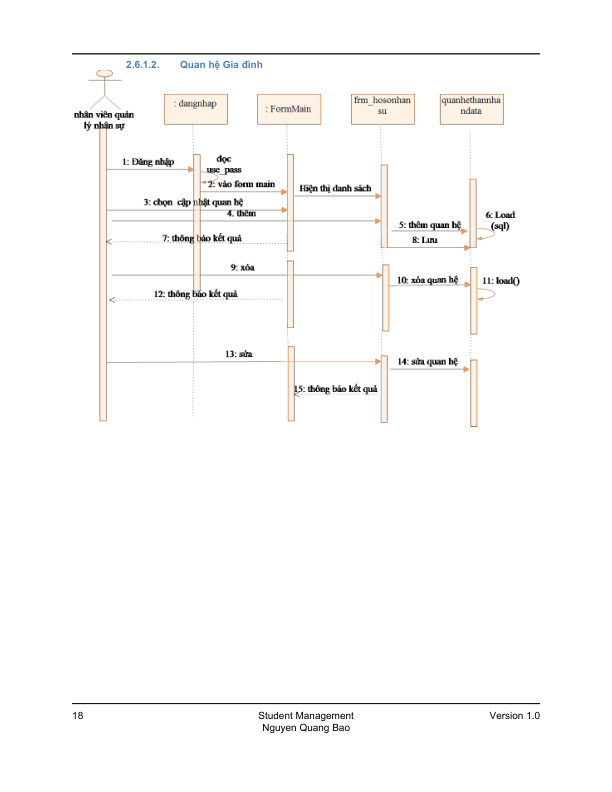 2.6.1.2. Quan hệ Gia đình
nhân viên quản
lý nhân sự
: dangnhap
: FormMain
frm_hosonhan
su
quanhethannha
ndata
1: Đăng nhập
đọc
use_pass
2: vào form main
Hiện thị danh sách
3: chọn cập nhật quan hệ
4. thêm
5: thêm quan hệ
6: Load
(sql)
7: thông báo kết quả
8: Lưu
9: xóa
10: xóa quan hệ
11: load()
12: thông báo kết quả
13: sửa
14: sửa quan hệ
15: thông báo kết quả
18 Student Management Version 1.0
Nguyen Quang Bao